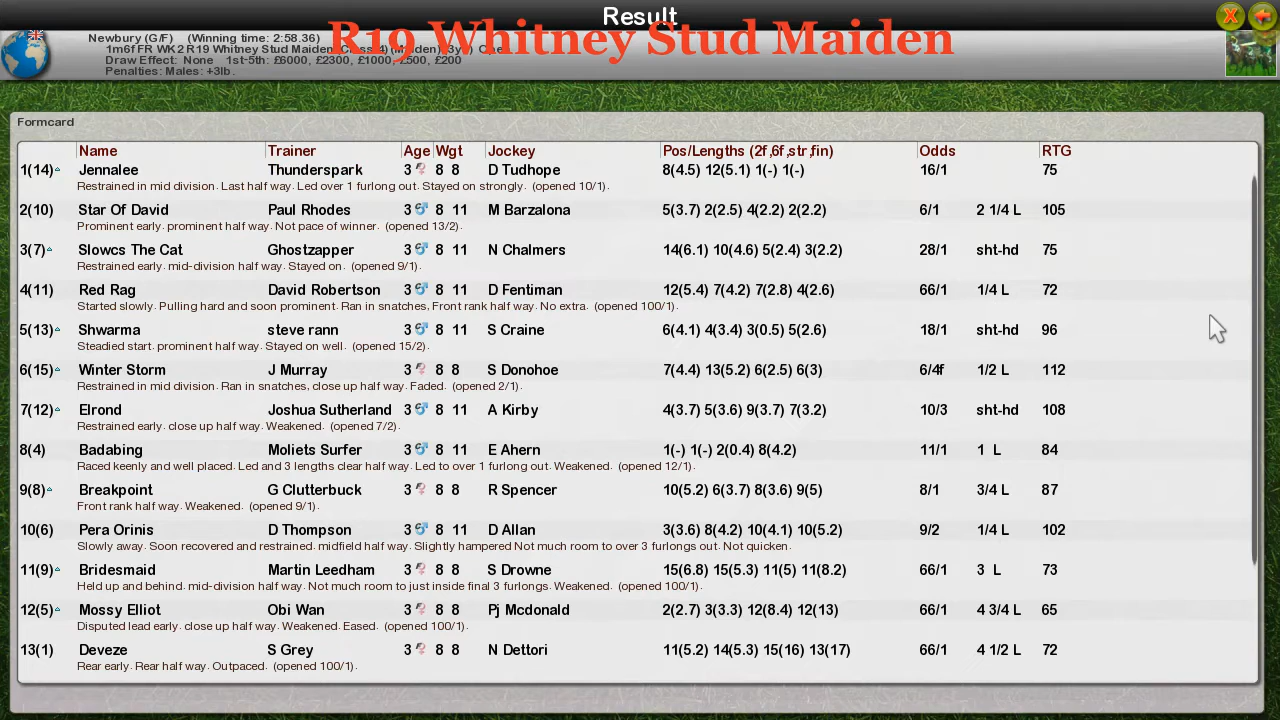 Result
R19 Whitney Stud Maiden
Newbury (G/F) (Winning time: 2:58.36)
1m6f FR WK2 R19 Whitney Stud Maiden (Class 4) (Maiden) (3yo)
Draw Effect: None 1st-5th: £6000, £2300, £1000, £500, £200
Penalties: Males: +3lb.
Formcard
Name Trainer Age Wgt Jockey Pos/Lengths (2f,6f,str,fin) Odds RTG
1(14) Jennalee Thunderspark 3 8 8 D Tudhope 8(4.5) 12(5.1) 1(-) 1(-) 16/1 75
Restrained in mid division. Last half way. Led over 1 furlong out. Stayed on strongly. (opened 10/1).
2(10) Star Of David Paul Rhodes 3 8 11 M Barzalona 5(3.7) 2(2.5) 4(2.2) 2(2.2) 6/1 2 1/4 L 105
Prominent early. prominent half way. Not pace of winner. (opened 13/2).
3(7) Slowcs The Cat Ghostzapper 3 8 11 N Chalmers 14(6.1) 10(4.6) 5(2.4) 3(2.2) 28/1 sht-hd 75
Restrained early. mid-division half way. Stayed on. (opened 9/1).
4(11) Red Rag David Robertson 3 8 11 D Fentiman 12(5.4) 7(4.2) 7(2.8) 4(2.6) 66/1 1/4 L 72
Started slowly. Pulling hard and soon prominent. Ran in snatches, Front rank half way. No extra. (opened 100/1).
5(13) Shwarma steve rann 3 8 11 S Craine 6(4.1) 4(3.4) 3(0.5) 5(2.6) 18/1 sht-hd 96
Steadied start. prominent half way. Stayed on well. (opened 15/2).
6(15) Winter Storm J Murray 3 8 8 S Donohoe 7(4.4) 13(5.2) 6(2.5) 6(3) 6/4f 1/2 L 112
Restrained in mid division. Ran in snatches, close up half way. Faded. (opened 2/1).
7(12) Elrond Joshua Sutherland 3 8 11 A Kirby 4(3.7) 5(3.6) 9(3.7) 7(3.2) 10/3 sht-hd 108
Restrained early. close up half way. Weakened. (opened 7/2).
8(4) Badabing Moliets Surfer 3 8 11 E Ahern 1(-) 1(-) 2(0.4) 8(4.2) 11/1 1 L 84
Raced keenly and well placed. Led and 3 lengths clear half way. Led to over 1 furlong out. Weakened. (opened 12/1).
9(8) Breakpoint G Clutterbuck 3 8 8 R Spencer 10(5.2) 6(3.7) 8(3.6) 9(5) 8/1 3/4 L 87
Front rank half way. Weakened. (opened 9/1).
10(6) Pera Orinis D Thompson 3 8 11 D Allan 3(3.6) 8(4.2) 10(4.1) 10(5.2) 9/2 1/4 L 102
Slowly away. Soon recovered and restrained. midfield half way. Slightly hampered Not much room to over 3 furlongs out. Not quicken.
11(9) Bridesmaid Martin Leedham 3 8 8 S Drowne 15(6.8) 15(5.3) 11(5) 11(8.2) 66/1 3 L 73
Held up and behind. mid-division half way. Not much room to just inside final 3 furlongs. Weakened. (opened 100/1).
12(5) Mossy Elliot Obi Wan 3 8 8 Pj Mcdonald 2(2.7) 3(3.3) 12(8.4) 12(13) 66/1 4 3/4 L 65
Disputed lead early. close up half way. Weakened. Eased. (opened 100/1).
13(1) Deveze S Grey 3 8 8 N Dettori 11(5.2) 14(5.3) 15(16) 13(17) 66/1 4 1/2 L 72
Rear early. Rear half way. Outpaced. (opened 100/1).